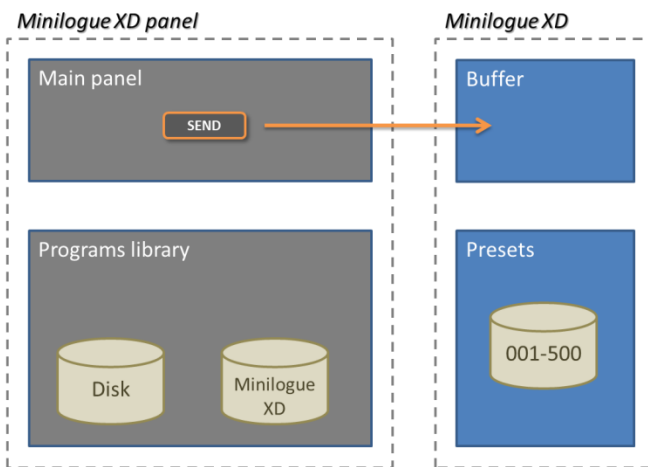 Minilogue XD panel
Minilogue XD
Main panel
SEND
Buffer
Programs library
Disk
Minilogue
XD
Presets
001-500